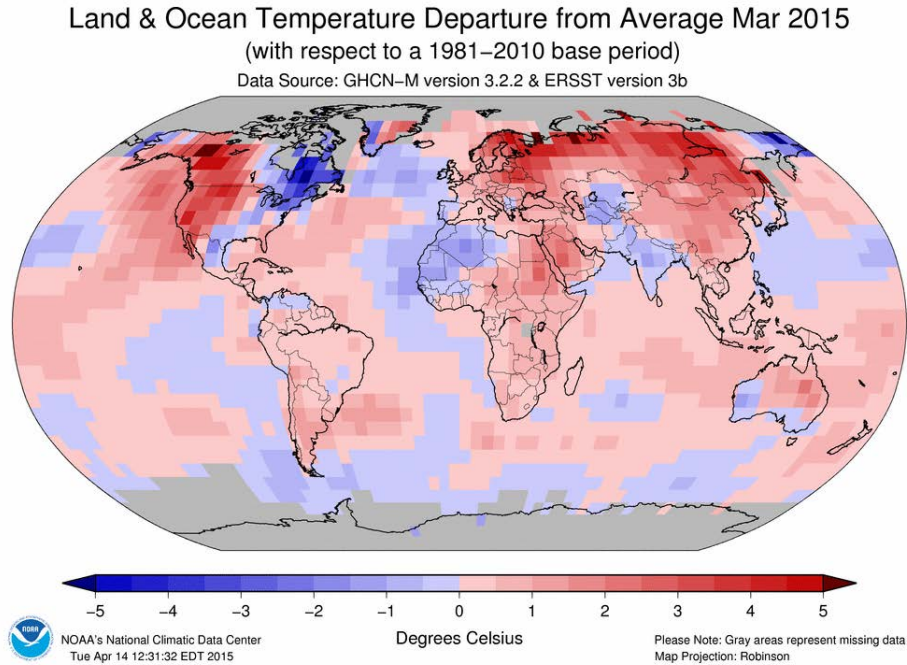 Land & Ocean Temperature Departure from Average Mar 2015
(with respect to a 1981–2010 base period)
Data Source: GHCN–M version 3.2.2 & ERSST version 3b
−5 −4 −3 −2 −1 0 1 2 3 4 5
Degrees Celsius
NOAA
NOAA's National Climatic Data Center
Tue Apr 14 12:31:32 EDT 2015
Please Note: Gray areas represent missing data
Map Projection: Robinson